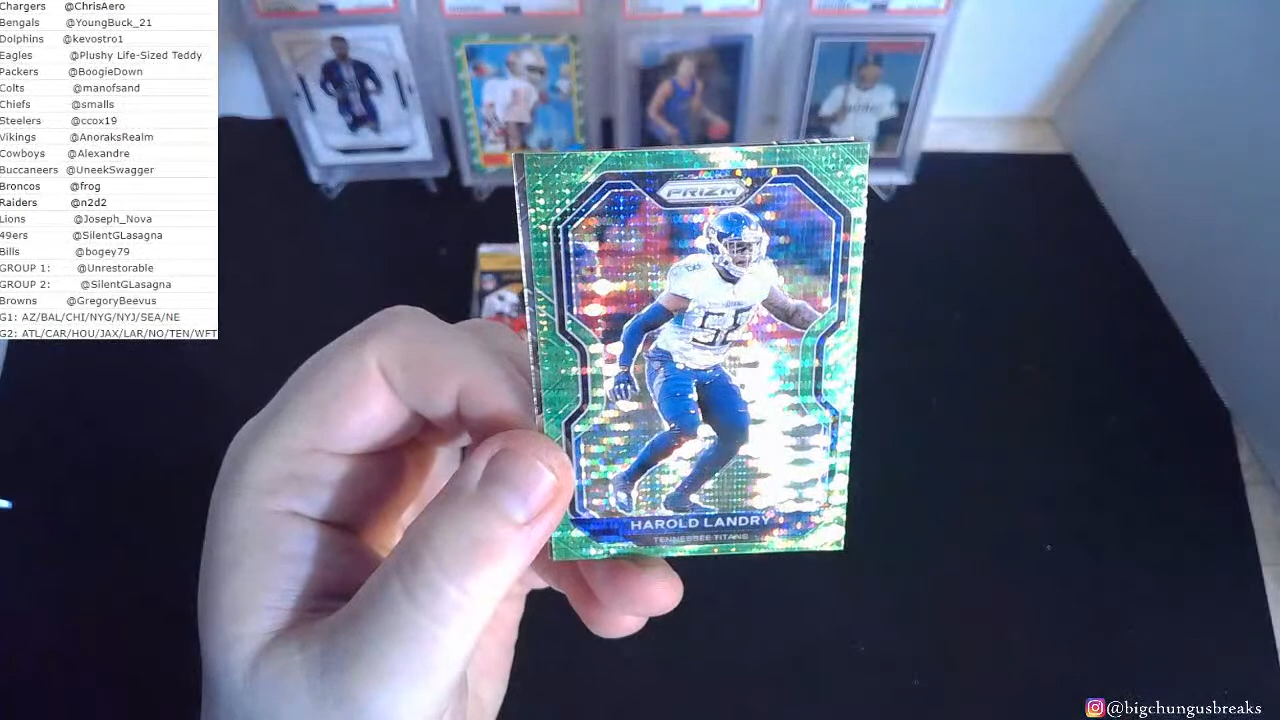 Chargers @ChrisAero
Bengals @YoungBuck_21
Dolphins @kevostro1
Eagles @Plushy Life-Sized Teddy
Packers @BoogieDown
Colts @manofsand
Chiefs @smalls
Steelers @ccox19
Vikings @AnoraksRealm
Cowboys @Alexandre
Buccaneers @UneekSwagger
Broncos @frog
Raiders @n2d2
Lions @Joseph_Nova
49ers @SilentGLasagna
Bills @bogey79
GROUP 1: @Unrestorable
GROUP 2: @SilentGLasagna
Browns @GregoryBeevus
G1: AZ/BAL/CHI/NYG/NYJ/SEA/NE
G2: ATL/CAR/HOU/JAX/LAR/NO/TEN/WFT
PRIZM
58
HAROLD LANDRY
TENNESSEE TITANS
@bigchungusbreaks